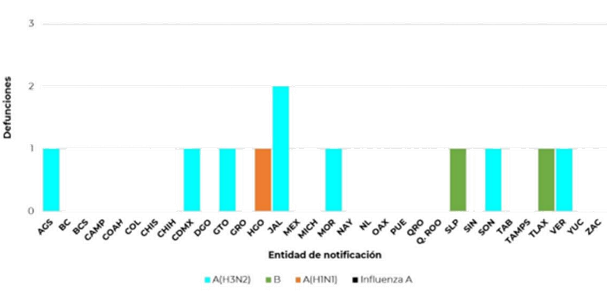 3
2
1
0
Defunciones
AGS BC BCS CAMP COAH COL CHIS CHIH CDMX DGO GTO GRO HGO JAL MEX MICH MOR NAY NL OAX PUE QRO Q. ROO SLP SIN SON TAB TAMPS TLAX VER YUC ZAC
Entidad de notificación
A(H3N2) B A(H1N1) Influenza A